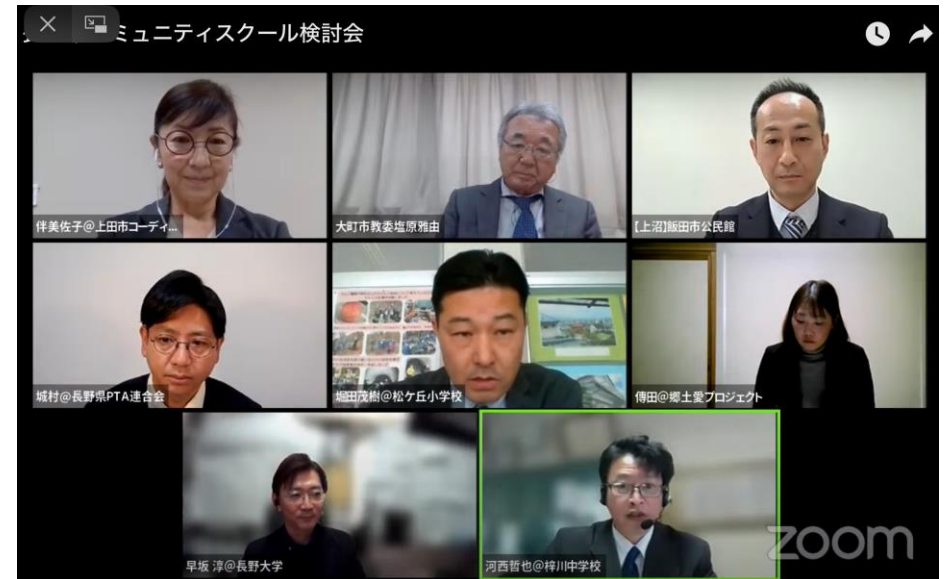 ミュニティスクール検討会
伴美佐子@上田市コーディ...
大町市教委塩原雅由
【上沼】飯田市公民館
城村@長野県PTA連合会
堀田茂樹@松ケ丘小学校
傳田@郷土愛プロジェクト
早坂 淳@長野大学
河西哲也@梓川中学校
zoom